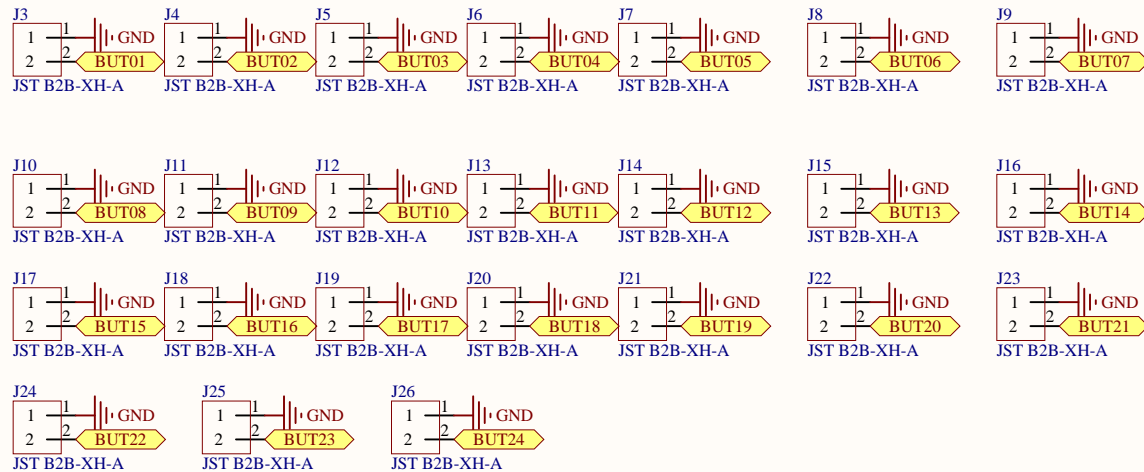 J3 J4 J5 J6 J7 J8 J9
1 1 GND 1 1 GND 1 1 GND 1 1 GND 1 1 GND 1 1 GND 1 1 GND
2 2 BUT01 2 2 BUT02 2 2 BUT03 2 2 BUT04 2 2 BUT05 2 2 BUT06 2 2 BUT07
JST B2B-XH-A JST B2B-XH-A JST B2B-XH-A JST B2B-XH-A JST B2B-XH-A JST B2B-XH-A JST B2B-XH-A
J10 J11 J12 J13 J14 J15 J16
1 1 GND 1 1 GND 1 1 GND 1 1 GND 1 1 GND 1 1 GND 1 1 GND
2 2 BUT08 2 2 BUT09 2 2 BUT10 2 2 BUT11 2 2 BUT12 2 2 BUT13 2 2 BUT14
JST B2B-XH-A JST B2B-XH-A JST B2B-XH-A JST B2B-XH-A JST B2B-XH-A JST B2B-XH-A JST B2B-XH-A
J17 J18 J19 J20 J21 J22 J23
1 1 GND 1 1 GND 1 1 GND 1 1 GND 1 1 GND 1 1 GND 1 1 GND
2 2 BUT15 2 2 BUT16 2 2 BUT17 2 2 BUT18 2 2 BUT19 2 2 BUT20 2 2 BUT21
JST B2B-XH-A JST B2B-XH-A JST B2B-XH-A JST B2B-XH-A JST B2B-XH-A JST B2B-XH-A JST B2B-XH-A
J24 J25 J26
1 1 GND 1 1 GND 1 1 GND
2 2 BUT22 2 2 BUT23 2 2 BUT24
JST B2B-XH-A JST B2B-XH-A JST B2B-XH-A